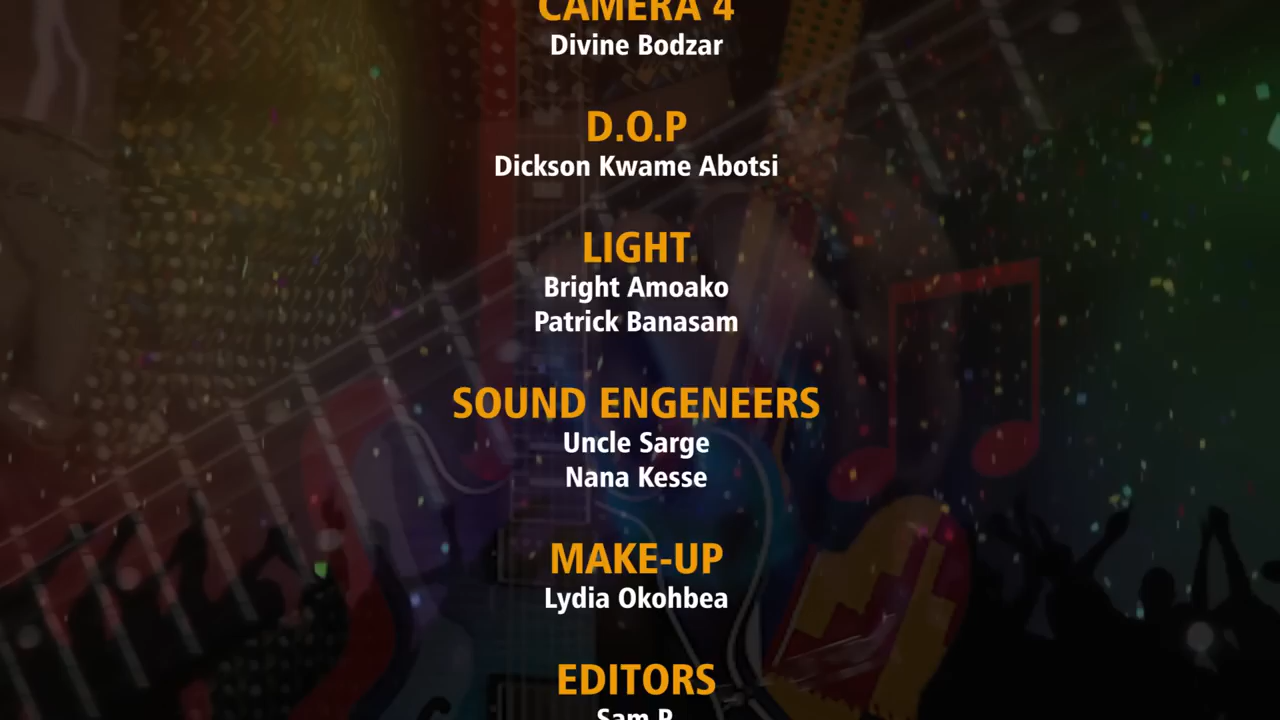 CAMERA 4
Divine Bodzar
D.O.P
Dickson Kwame Abotsi
LIGHT
Bright Amoako
Patrick Banasam
SOUND ENGENEERS
Uncle Sarge
Nana Kesse
MAKE-UP
Lydia Okohbea
EDITORS
Sam